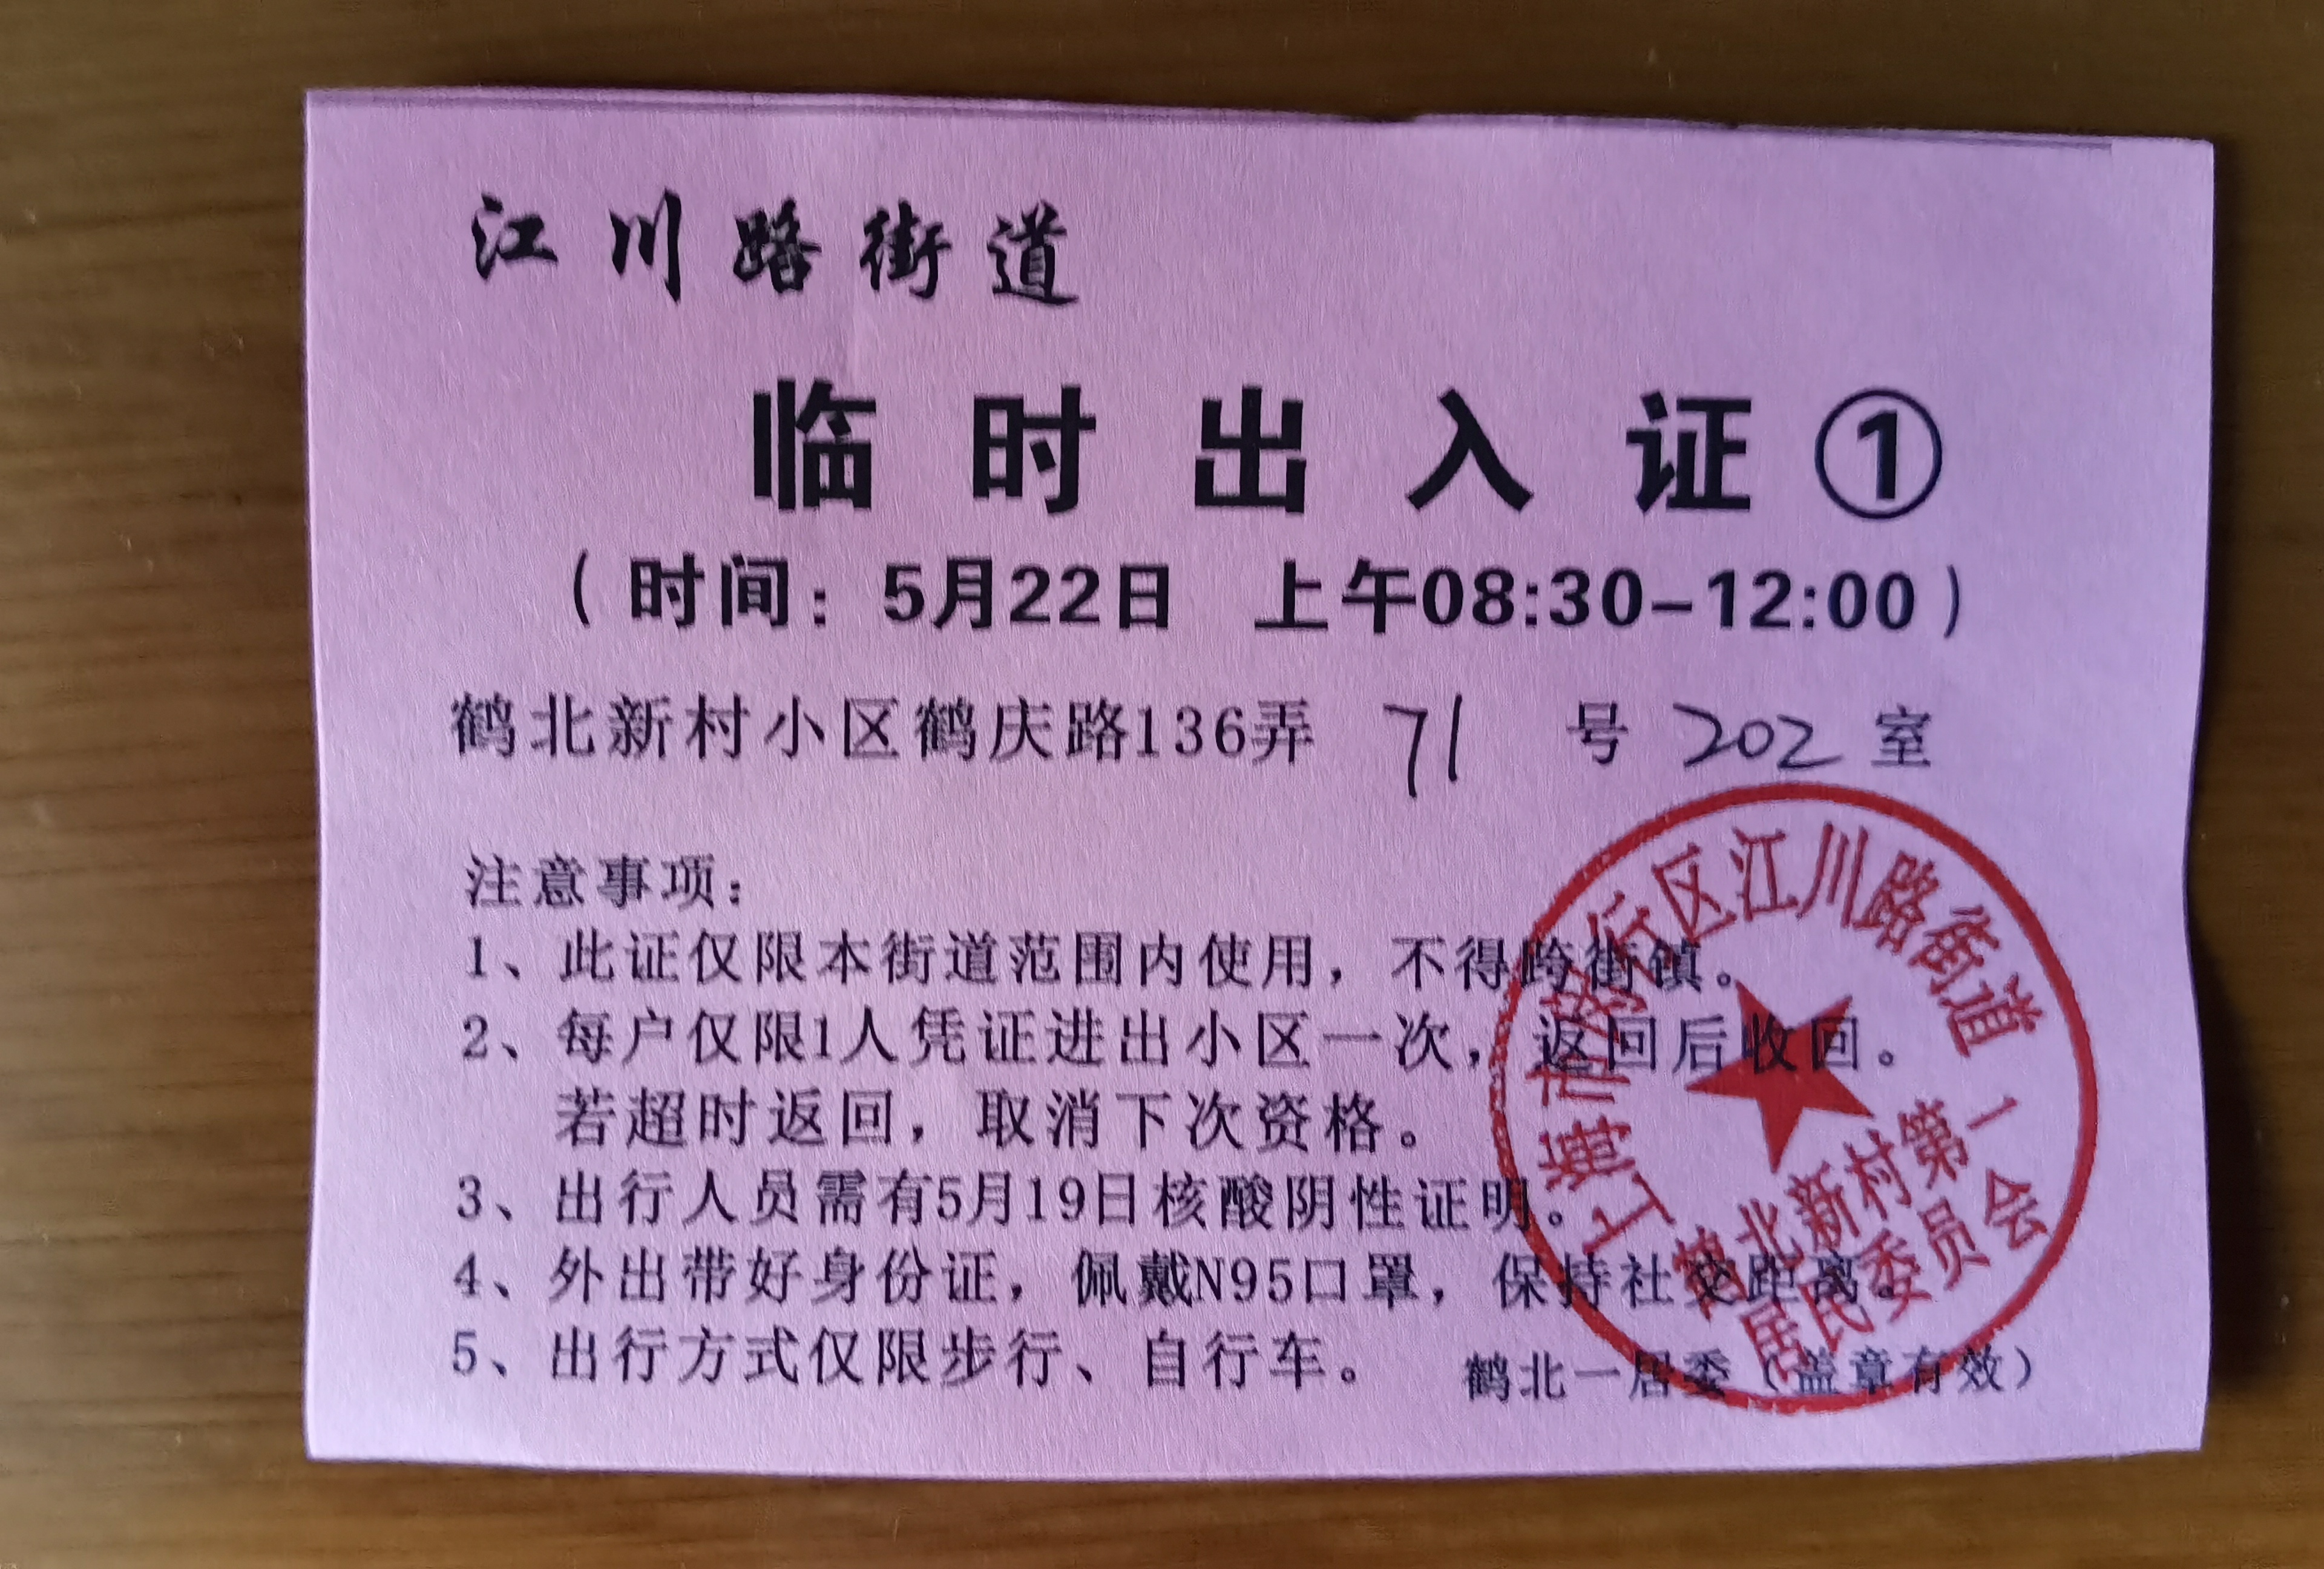 江川路街道
临时出入证①
（时间：5月22日 上午08:30-12:00）
鹤北新村小区鹤庆路136弄 71 号 202 室
注意事项：
1、此证仅限本街道范围内使用，不得跨街镇。
2、每户仅限1人凭证进出小区一次，返回后收回。
若超时返回，取消下次资格。
3、出行人员需有5月19日核酸阴性证明。
4、外出带好身份证，佩戴N95口罩，保持社交距离。
5、出行方式仅限步行、自行车。
鹤北一居委（盖章有效）
上海市闵行区江川路街道
鹤北新村第一
居民委员会